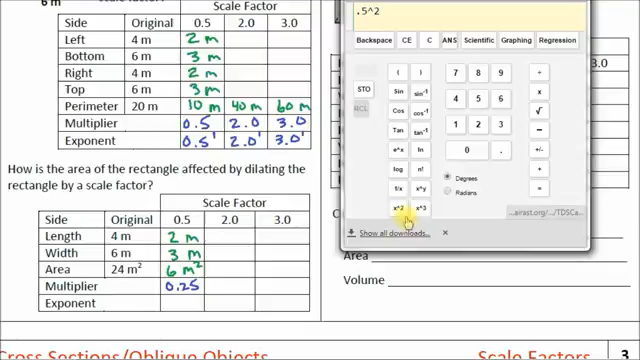 6 m
Scale Factor
Side Original 0.5 2.0 3.0
Left 4 m 2 m
Bottom 6 m 3 m
Right 4 m 2 m
Top 6 m 3 m
Perimeter 20 m 10 m 40 m 60 m
Multiplier 0.5 2.0 3.0
Exponent 0.5¹ 2.0¹ 3.0¹
How is the area of the rectangle affected by dilating the
rectangle by a scale factor?
Scale Factor
Side Original 0.5 2.0 3.0
Length 4 m 2 m
Width 6 m 3 m
Area 24 m² 6 m²
Multiplier 0.25
Exponent
Cross Sections/Oblique Objects
.5^2
Backspace CE C ANS Scientific Graphing Regression
( ) 7 8 9 ÷
STO Sin sin⁻¹ 4 5 6 x
RCL Cos cos⁻¹ √
Tan tan⁻¹ 1 2 3 −
e^x ln 0 . +/-
log n! Degrees +
1/x x^y Radians =
x^2 x^3
...airast.org/.../TDSCa...
Show all downloads...
3.0
Area
Volume
Scale Factors
3